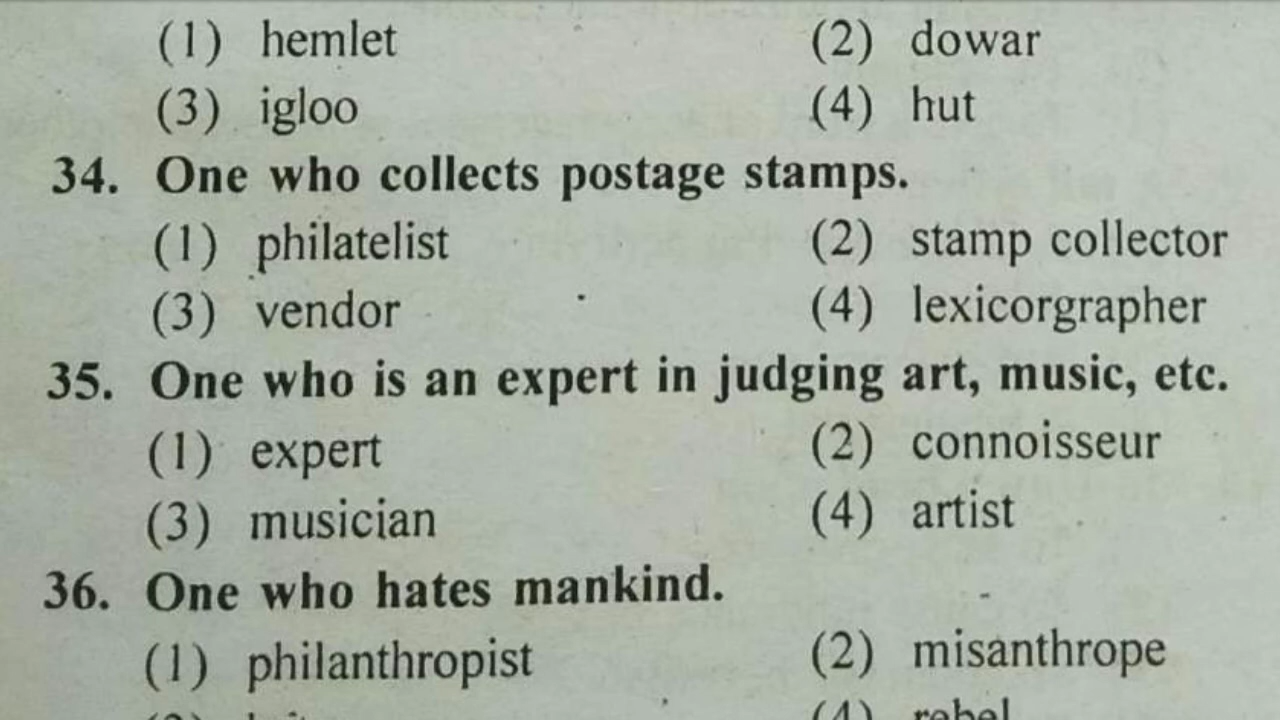 (1) hemlet (2) dowar
(3) igloo (4) hut
34. One who collects postage stamps.
(1) philatelist (2) stamp collector
(3) vendor (4) lexicorgrapher
35. One who is an expert in judging art, music, etc.
(1) expert (2) connoisseur
(3) musician (4) artist
36. One who hates mankind.
(1) philanthropist (2) misanthrope
(4) rebel